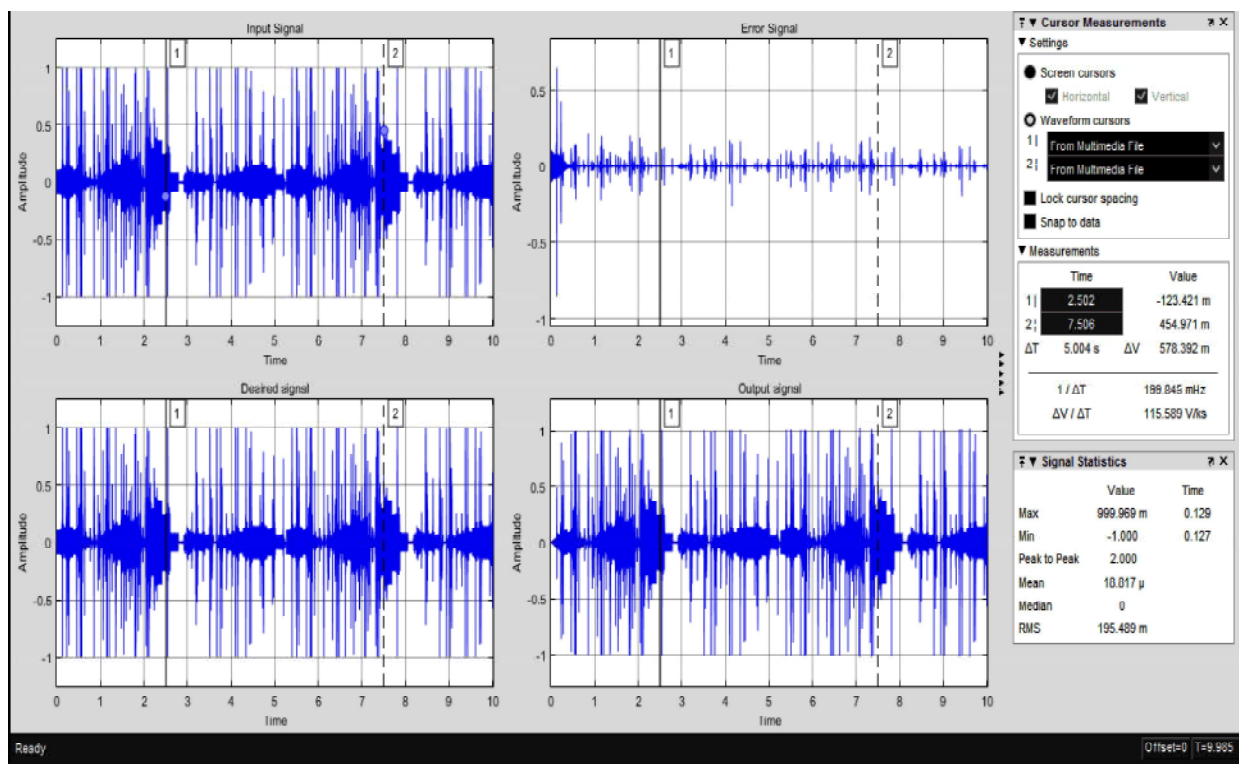 Input Signal
1
2
1
0.5
0
-0.5
-1
Amplitude
0 1 2 3 4 5 6 7 8 9 10
Time
Error Signal
1
2
0.5
0
-0.5
-1
Amplitude
0 1 2 3 4 5 6 7 8 9 10
Time
Desired signal
1
2
1
0.5
0
-0.5
-1
Amplitude
0 1 2 3 4 5 6 7 8 9 10
Time
Output signal
1
2
1
0.5
0
-0.5
-1
Amplitude
0 1 2 3 4 5 6 7 8 9 10
Time
Cursor Measurements
Settings
Screen cursors
Horizontal Vertical
Waveform cursors
1| From Multimedia File
2¦ From Multimedia File
Lock cursor spacing
Snap to data
Measurements
Time Value
1| 2.502 -123.421 m
2¦ 7.506 454.971 m
ΔT 5.004 s ΔV 578.392 m
1 / ΔT 199.845 mHz
ΔV / ΔT 115.589 V/ks
Signal Statistics
Value Time
Max 999.969 m 0.129
Min -1.000 0.127
Peak to Peak 2.000
Mean 18.817 µ
Median 0
RMS 195.489 m
Ready
Offset=0 T=9.985